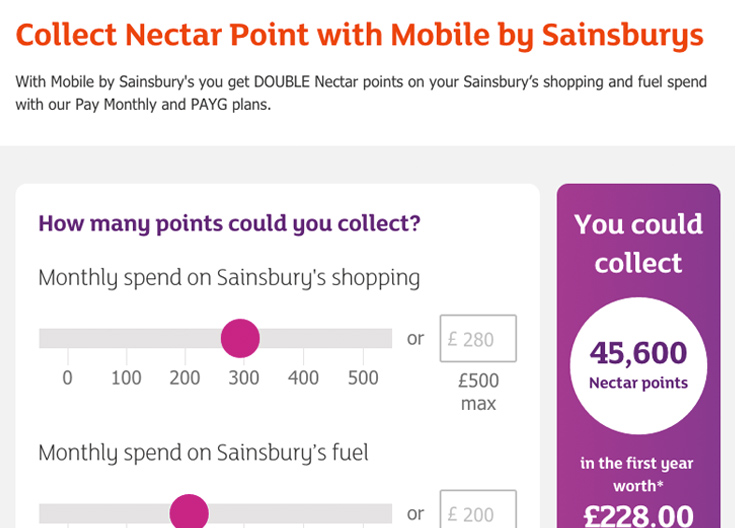 Collect Nectar Point with Mobile by Sainsburys
With Mobile by Sainsbury's you get DOUBLE Nectar points on your Sainsbury's shopping and fuel spend
with our Pay Monthly and PAYG plans.
How many points could you collect?
Monthly spend on Sainsbury's shopping
or
£ 280
0 100 200 300 400 500
£500
max
Monthly spend on Sainsbury's fuel
or
£ 200
You could
collect
45,600
Nectar points
in the first year
worth*
£228.00